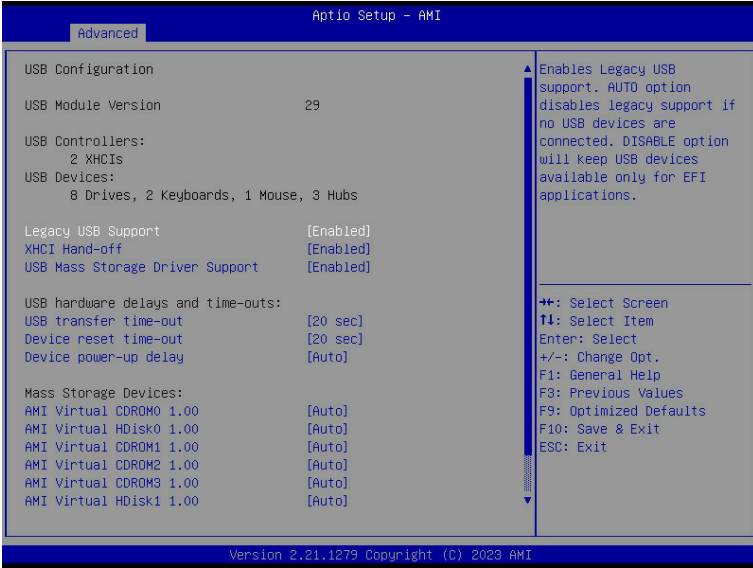 Aptio Setup – AMI
Advanced
USB Configuration
USB Module Version 29
USB Controllers:
2 XHCIs
USB Devices:
8 Drives, 2 Keyboards, 1 Mouse, 3 Hubs
Legacy USB Support [Enabled]
XHCI Hand-off [Enabled]
USB Mass Storage Driver Support [Enabled]
USB hardware delays and time-outs:
USB transfer time-out [20 sec]
Device reset time-out [20 sec]
Device power-up delay [Auto]
Mass Storage Devices:
AMI Virtual CDROM0 1.00 [Auto]
AMI Virtual HDisk0 1.00 [Auto]
AMI Virtual CDROM1 1.00 [Auto]
AMI Virtual CDROM2 1.00 [Auto]
AMI Virtual CDROM3 1.00 [Auto]
AMI Virtual HDisk1 1.00 [Auto]
Enables Legacy USB
support. AUTO option
disables legacy support if
no USB devices are
connected. DISABLE option
will keep USB devices
available only for EFI
applications.
→←: Select Screen
↑↓: Select Item
Enter: Select
+/-: Change Opt.
F1: General Help
F3: Previous Values
F9: Optimized Defaults
F10: Save & Exit
ESC: Exit
Version 2.21.1279 Copyright (C) 2023 AMI